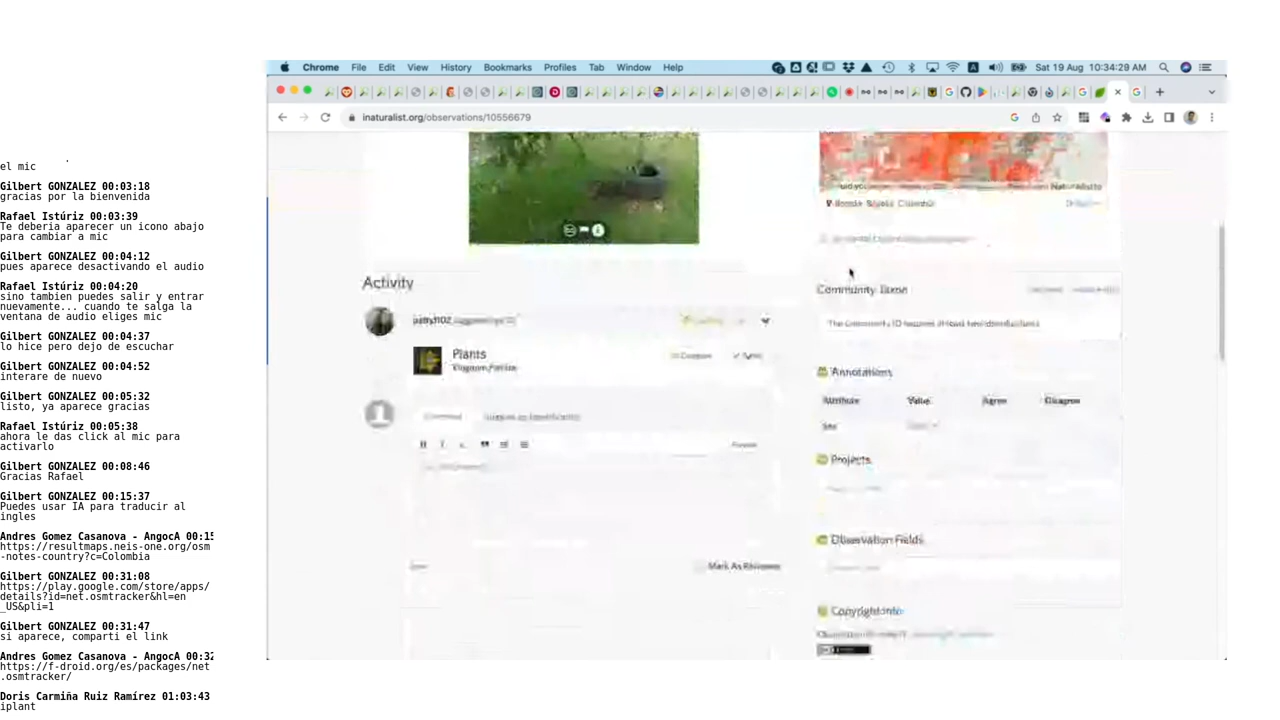 el mic
Gilbert GONZALEZ 00:03:18
gracias por la bienvenida
Rafael Istúriz 00:03:39
Te deberia aparecer un icono abajo
para cambiar a mic
Gilbert GONZALEZ 00:04:12
pues aparece desactivando el audio
Rafael Istúriz 00:04:20
sino tambien puedes salir y entrar
nuevamente... cuando te salga la
ventana de audio eliges mic
Gilbert GONZALEZ 00:04:37
lo hice pero dejo de escuchar
Gilbert GONZALEZ 00:04:52
interare de nuevo
Gilbert GONZALEZ 00:05:32
listo, ya aparece gracias
Rafael Istúriz 00:05:38
ahora le das click al mic para
activarlo
Gilbert GONZALEZ 00:08:46
Gracias Rafael
Gilbert GONZALEZ 00:15:37
Puedes usar IA para traducir al
ingles
Andres Gomez Casanova - AngocA 00:15
https://resultmaps.neis-one.org/osm
-notes-country?c=Colombia
Gilbert GONZALEZ 00:31:08
https://play.google.com/store/apps/
details?id=net.osmtracker&hl=en
_US&pli=1
Gilbert GONZALEZ 00:31:47
si aparece, comparti el link
Andres Gomez Casanova - AngocA 00:32
https://f-droid.org/es/packages/net
.osmtracker/
Doris Carmiña Ruiz Ramírez 01:03:43
iplant
Chrome File Edit View History Bookmarks Profiles Tab Window Help Sat 19 Aug 10:34:29 AM
inaturalist.org/observations/10556679
Activity
Plants
Mark As Reviewed
Community
Annotations
Attribute Value Agree Disagree
Projects
Observation Fields
Copyright Info